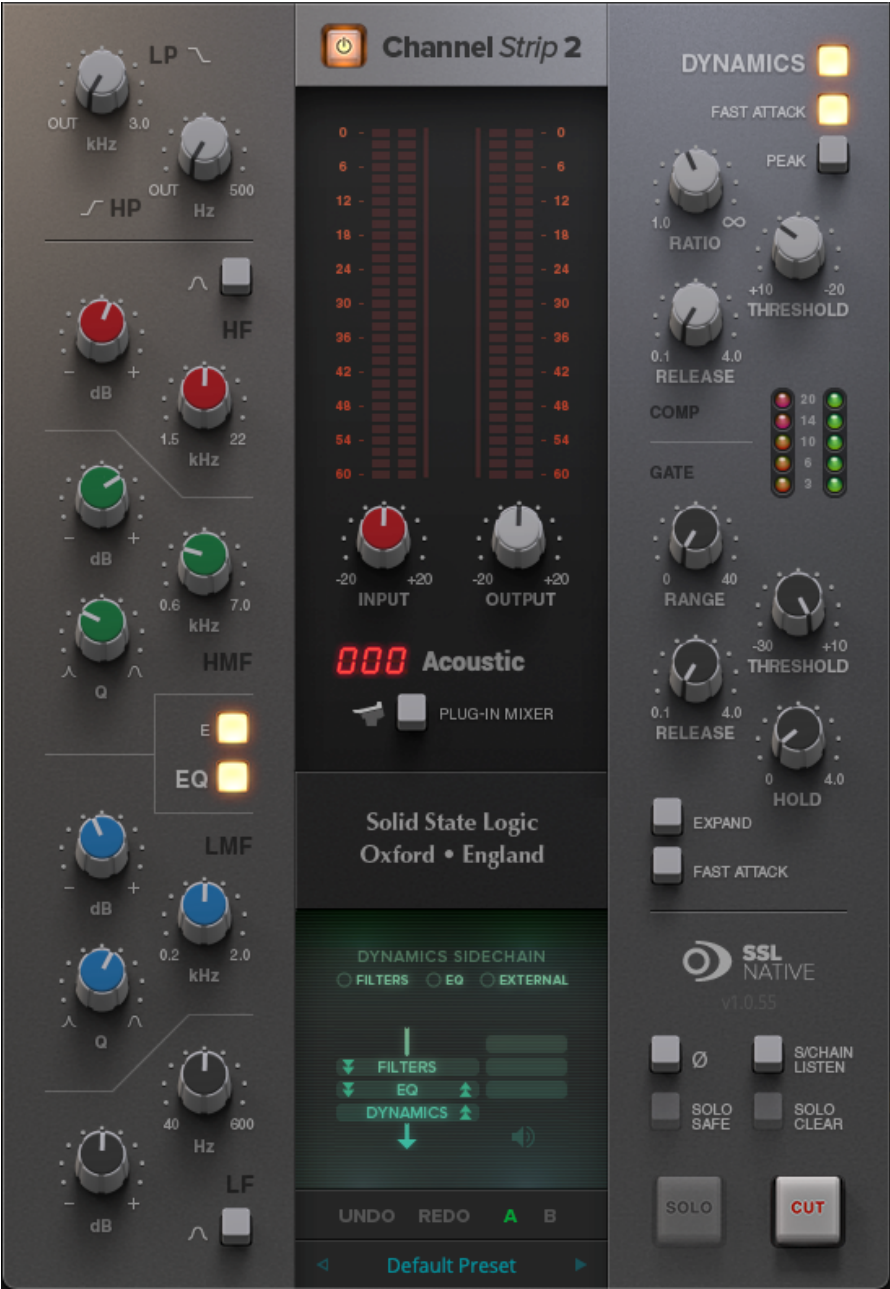 LP
OUT 3.0
kHz
OUT 500
Hz
HP
HF
- +
dB
1.5 22
kHz
- +
dB
0.6 7.0
kHz
HMF
Q
E
EQ
LMF
- +
dB
0.2 2.0
kHz
Q
40 600
Hz
LF
- +
dB
Channel Strip 2
0 - - 0
6 - - 6
12 - - 12
18 - - 18
24 - - 24
30 - - 30
36 - - 36
42 - - 42
48 - - 48
54 - - 54
60 - - 60
-20 +20
INPUT
-20 +20
OUTPUT
000 Acoustic
PLUG-IN MIXER
Solid State Logic
Oxford • England
DYNAMICS SIDECHAIN
FILTERS EQ EXTERNAL
FILTERS
EQ
DYNAMICS
UNDO REDO A B
Default Preset
DYNAMICS
FAST ATTACK
PEAK
1.0 ∞
RATIO
+10 -20
THRESHOLD
0.1 4.0
RELEASE
COMP
20
14
10
6
3
GATE
0 40
RANGE
-30 +10
THRESHOLD
0.1 4.0
RELEASE
0 4.0
HOLD
EXPAND
FAST ATTACK
SSL
NATIVE
v1.0.55
Ø
S/CHAIN
LISTEN
SOLO
SAFE
SOLO
CLEAR
SOLO
CUT